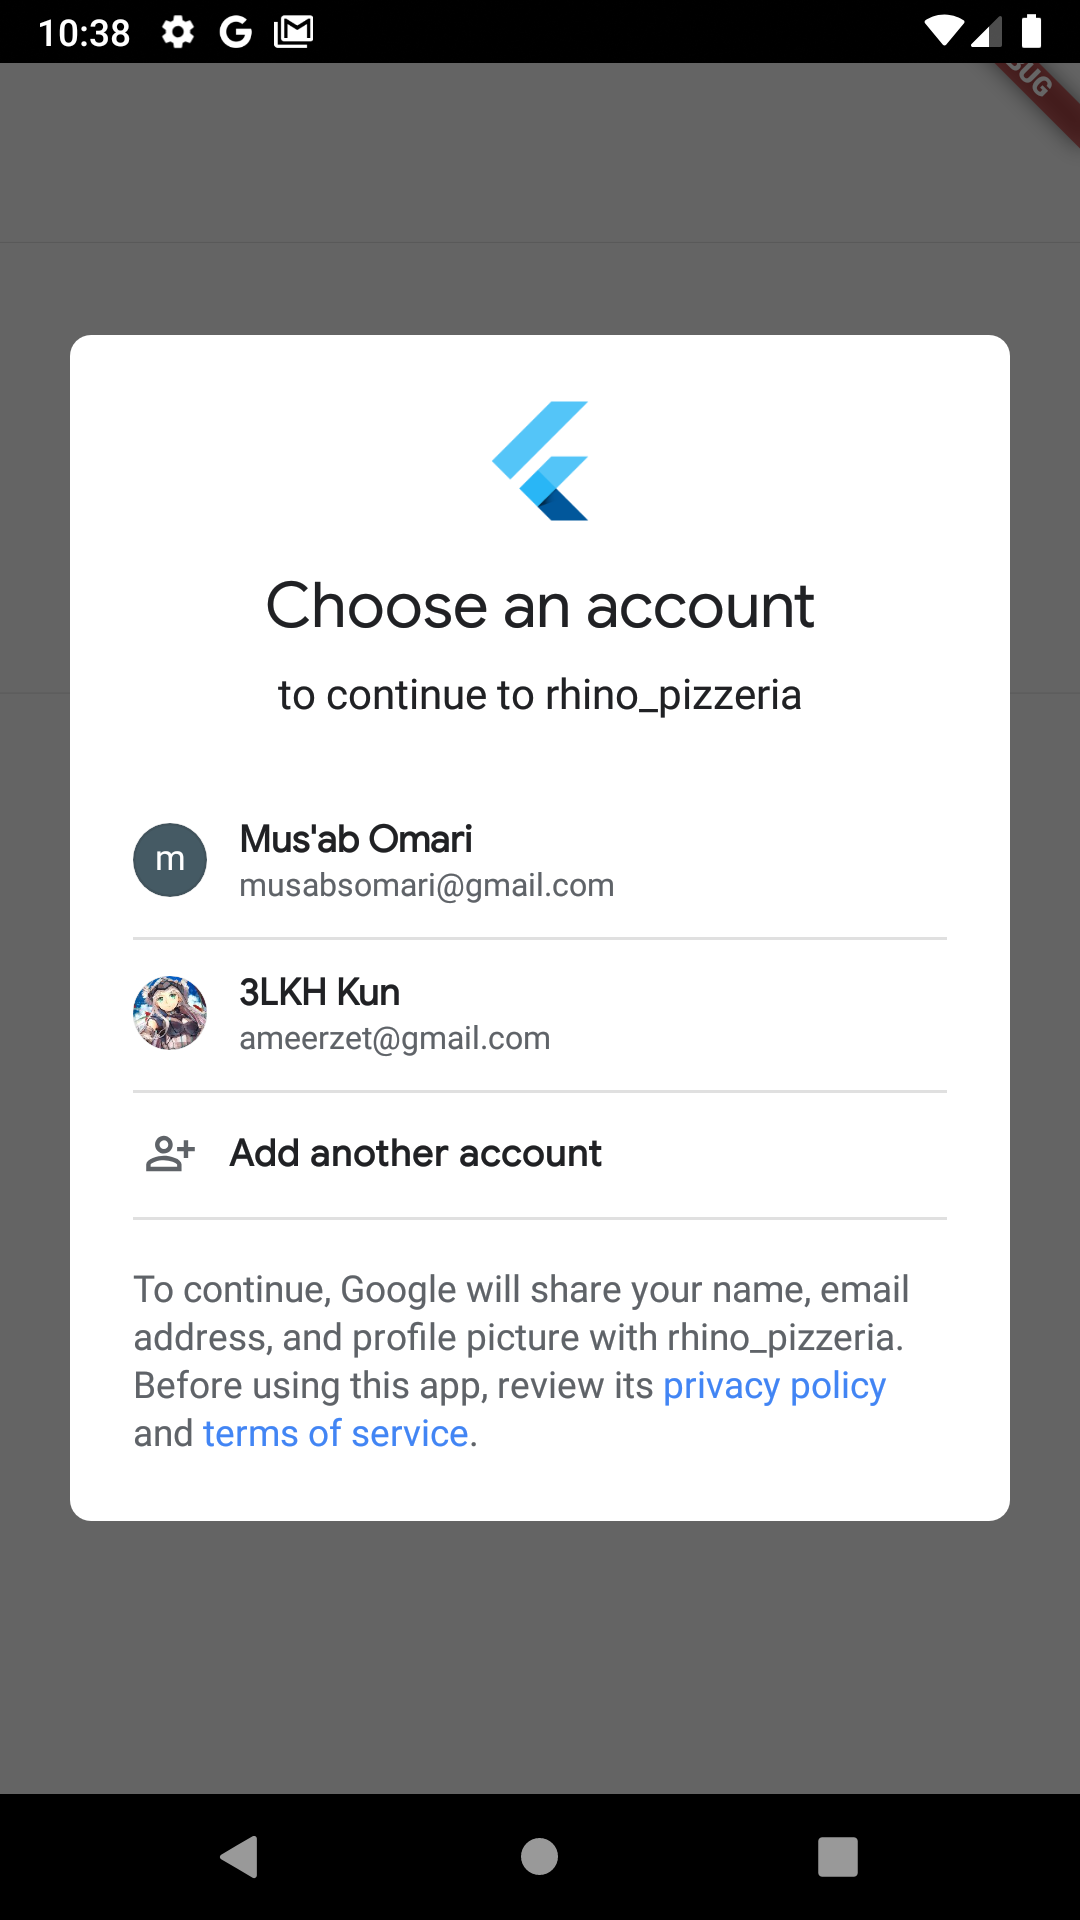 10:38
Choose an account
to continue to rhino_pizzeria
m
Mus'ab Omari
musabsomari@gmail.com
3LKH Kun
ameerzet@gmail.com
Add another account
To continue, Google will share your name, email
address, and profile picture with rhino_pizzeria.
Before using this app, review its privacy policy
and terms of service.